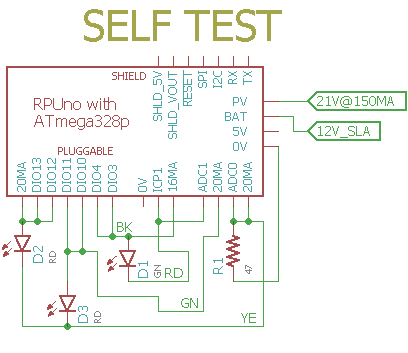 SELF TEST
SHIELD
SHLD_5V
SHLD_VOUT
RESET
SPI
I2C
RX
TX
RPUno with
ATmega328p
PV
BAT
5V
0V
21V@150MA
12V_SLA
PLUGGABLE
20MA
DIO13
DIO12
DIO11
DIO10
DIO4
DIO3
0V
ICP1
16MA
ADC1
20MA
ADC0
20MA
BK
D2
RD
D1
GN
RD
R1
47
D3
RD
GN
YE